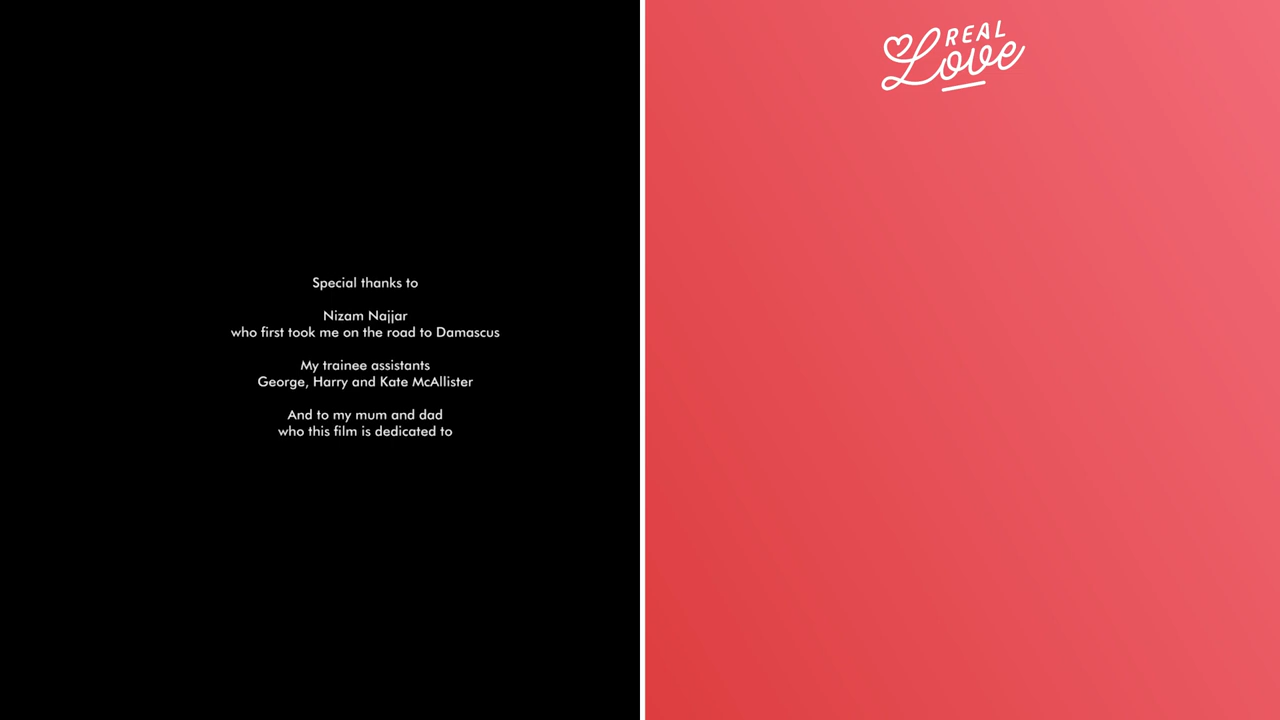 Special thanks to
Nizam Najjar
who first took me on the road to Damascus
My trainee assistants
George, Harry and Kate McAllister
And to my mum and dad
who this film is dedicated to
REAL
Love